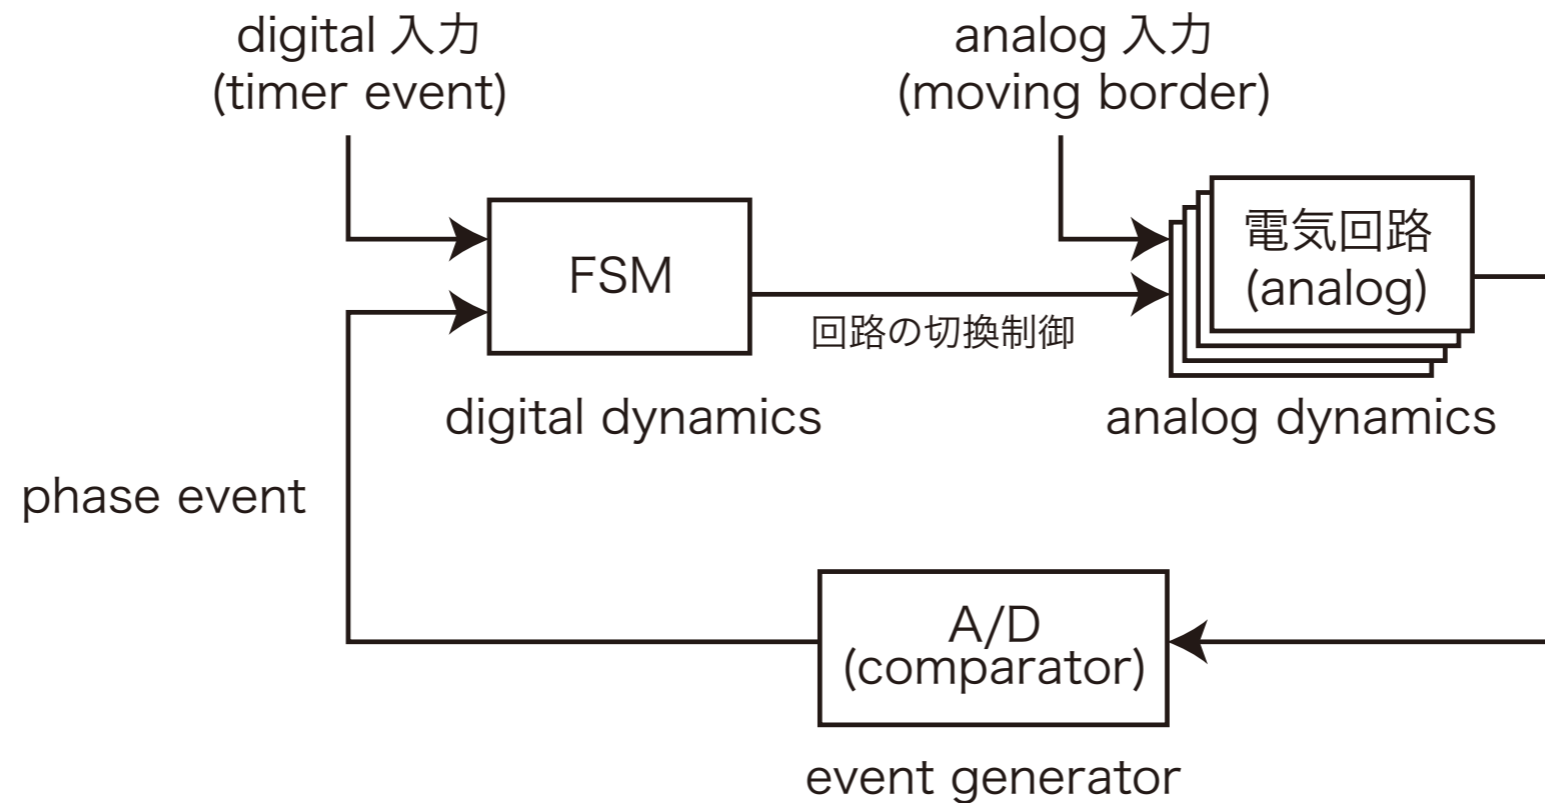 digital 入力
(timer event)
analog 入力
(moving border)
FSM
電気回路
(analog)
回路の切換制御
digital dynamics
analog dynamics
phase event
A/D
(comparator)
event generator